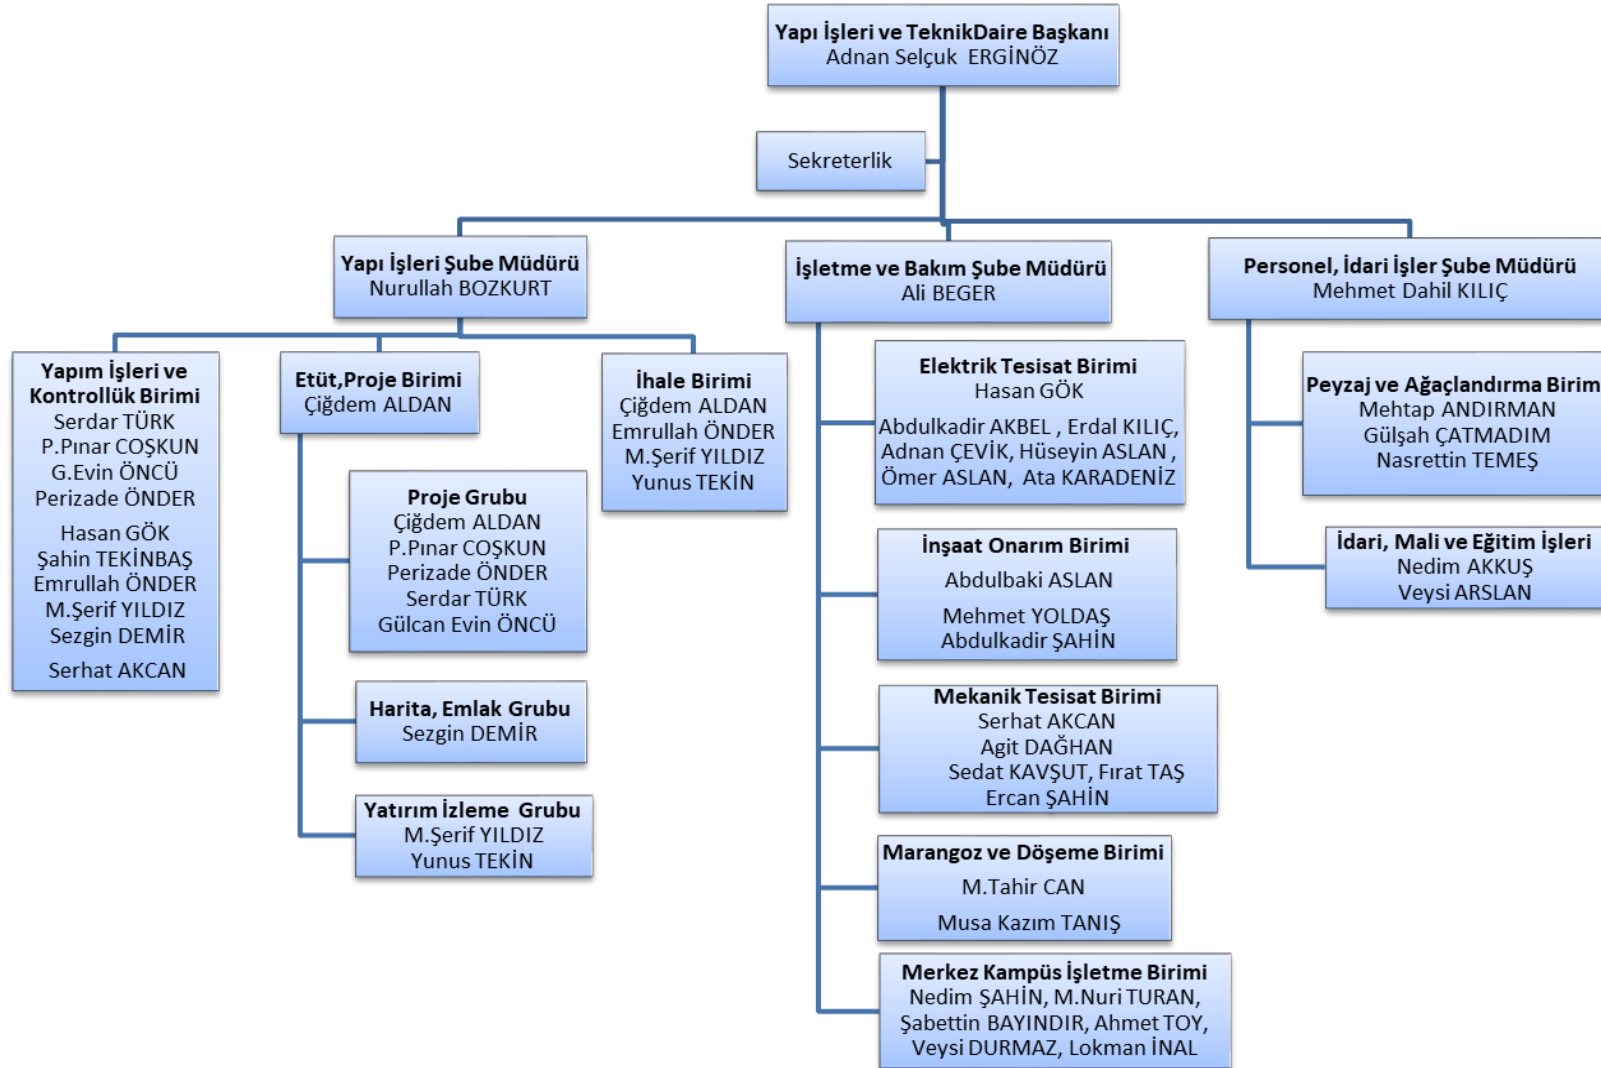 Yapı İşleri ve TeknikDaire Başkanı
Adnan Selçuk ERGİNÖZ
Sekreterlik
Yapı İşleri Şube Müdürü
Nurullah BOZKURT
İşletme ve Bakım Şube Müdürü
Ali BEGER
Personel, İdari İşler Şube Müdürü
Mehmet Dahil KILIÇ
Yapım İşleri ve
Kontrollük Birimi
Serdar TÜRK
P.Pınar COŞKUN
G.Evin ÖNCÜ
Perizade ÖNDER
Hasan GÖK
Şahin TEKİNBAŞ
Emrullah ÖNDER
M.Şerif YILDIZ
Sezgin DEMİR
Serhat AKCAN
Etüt,Proje Birimi
Çiğdem ALDAN
Proje Grubu
Çiğdem ALDAN
P.Pınar COŞKUN
Perizade ÖNDER
Serdar TÜRK
Gülcan Evin ÖNCÜ
Harita, Emlak Grubu
Sezgin DEMİR
Yatırım İzleme Grubu
M.Şerif YILDIZ
Yunus TEKİN
İhale Birimi
Çiğdem ALDAN
Emrullah ÖNDER
M.Şerif YILDIZ
Yunus TEKİN
Elektrik Tesisat Birimi
Hasan GÖK
Abdulkadir AKBEL , Erdal KILIÇ,
Adnan ÇEVİK, Hüseyin ASLAN ,
Ömer ASLAN, Ata KARADENİZ
İnşaat Onarım Birimi
Abdulbaki ASLAN
Mehmet YOLDAŞ
Abdulkadir ŞAHİN
Mekanik Tesisat Birimi
Serhat AKCAN
Agit DAĞHAN
Sedat KAVŞUT, Fırat TAŞ
Ercan ŞAHİN
Marangoz ve Döşeme Birimi
M.Tahir CAN
Musa Kazım TANIŞ
Merkez Kampüs İşletme Birimi
Nedim ŞAHİN, M.Nuri TURAN,
Şabettin BAYINDIR, Ahmet TOY,
Veysi DURMAZ, Lokman İNAL
Peyzaj ve Ağaçlandırma Birim
Mehtap ANDIRMAN
Gülşah ÇATMADIM
Nasrettin TEMEŞ
İdari, Mali ve Eğitim İşleri
Nedim AKKUŞ
Veysi ARSLAN